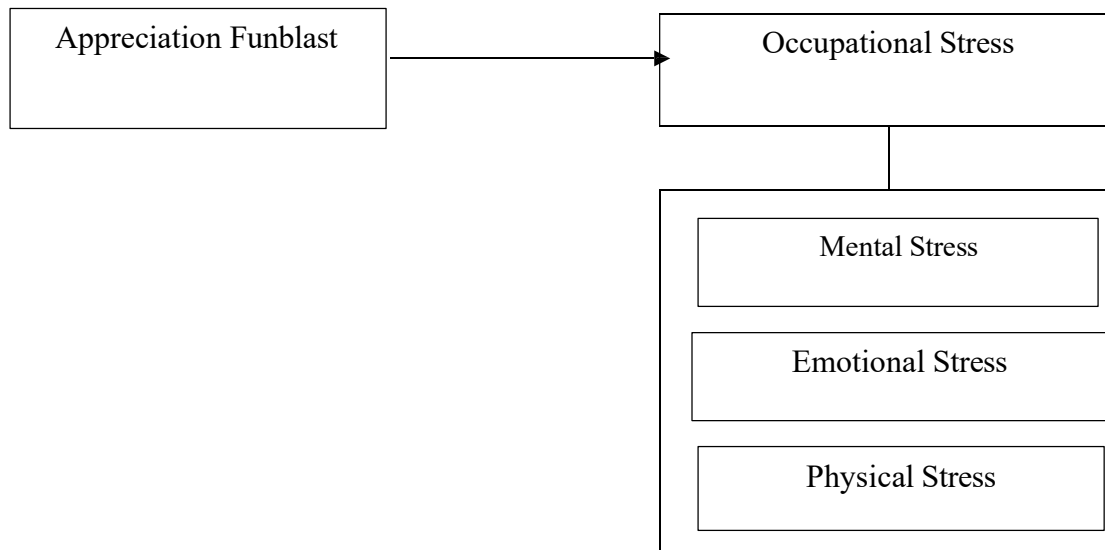 Appreciation Funblast
Occupational Stress
Mental Stress
Emotional Stress
Physical Stress